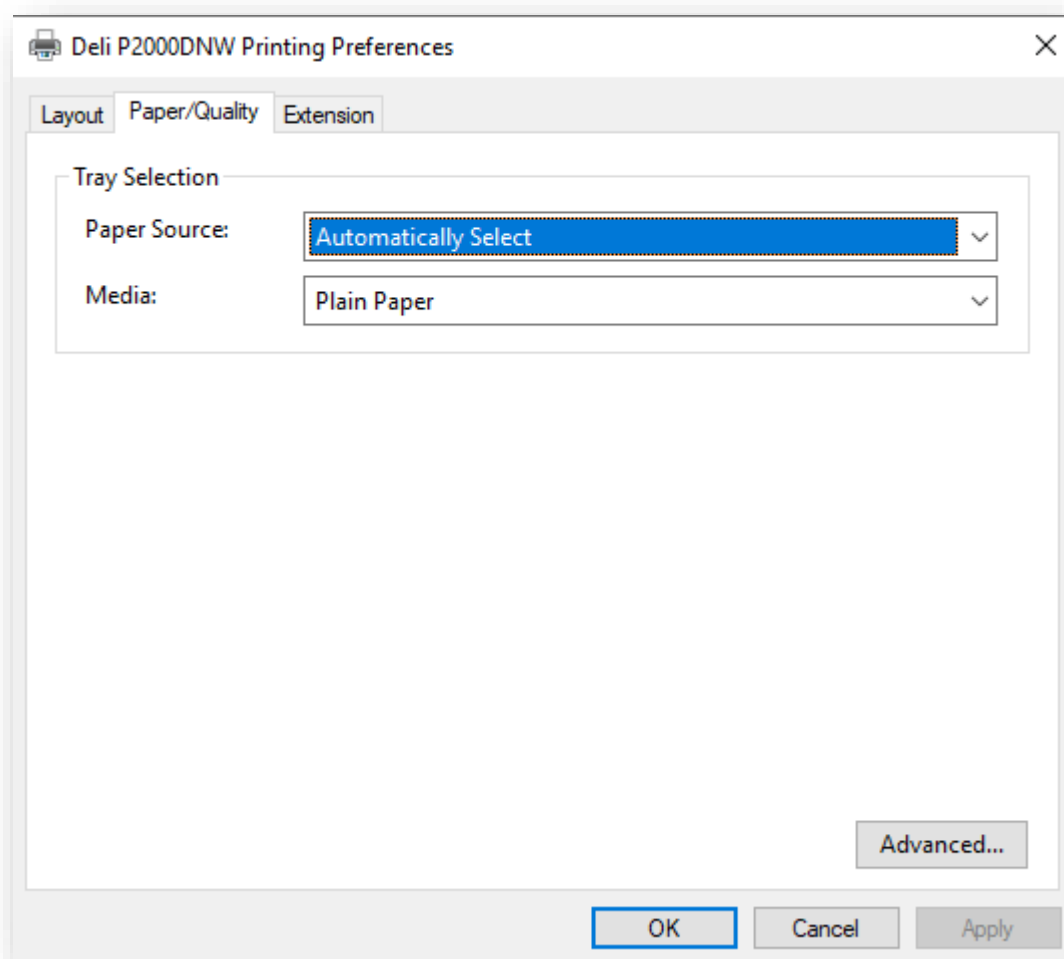 Deli P2000DNW Printing Preferences
Layout Paper/Quality Extension
Tray Selection
Paper Source: Automatically Select
Media: Plain Paper
Advanced...
OK Cancel Apply